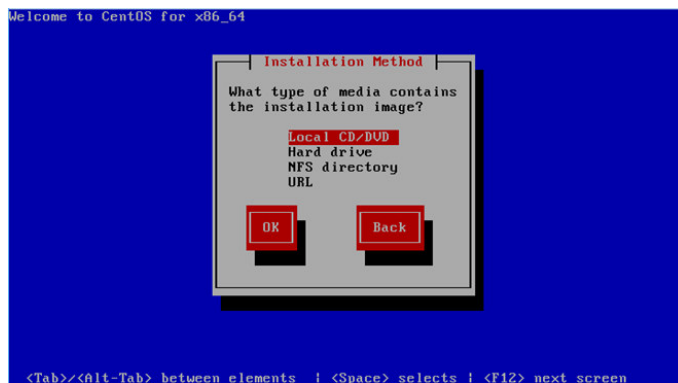 Welcome to CentOS for x86_64
Installation Method
What type of media contains
the installation image?
Local CD/DVD
Hard drive
NFS directory
URL
OK Back
<Tab>/<Alt-Tab> between elements | <Space> selects | <F12> next screen